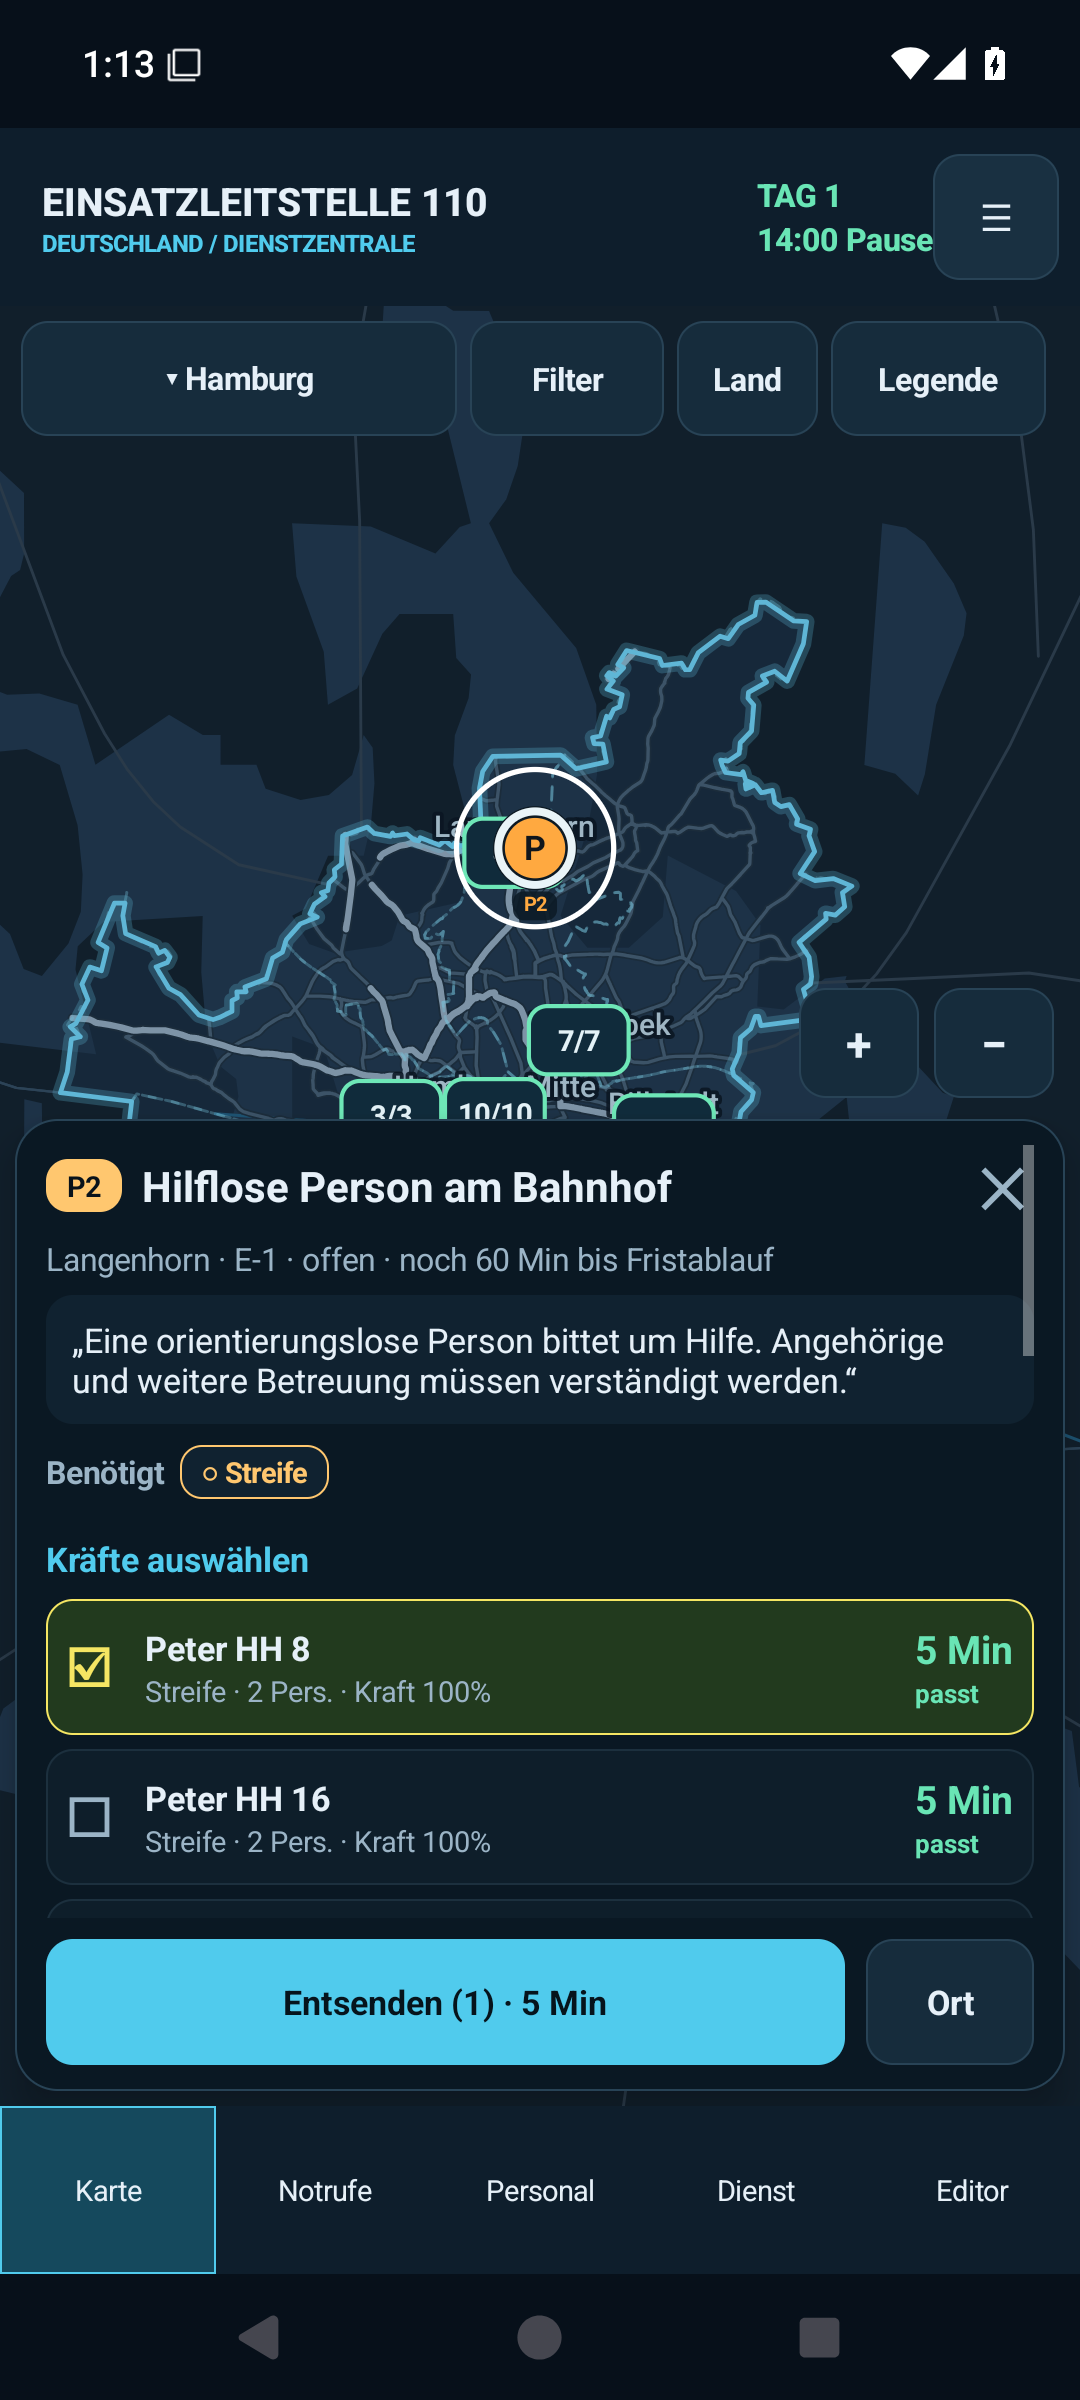 1:13
EINSATZLEITSTELLE 110
DEUTSCHLAND / DIENSTZENTRALE
TAG 1
14:00 Pause
☰
▾ Hamburg
Filter
Land
Legende
P
P2
7/7
Mitte
3/3
10/10
+
−
P2 Hilflose Person am Bahnhof
Langenhorn · E-1 · offen · noch 60 Min bis Fristablauf
„Eine orientierungslose Person bittet um Hilfe. Angehörige
und weitere Betreuung müssen verständigt werden.“
Benötigt ○ Streife
Kräfte auswählen
☑ Peter HH 8
Streife · 2 Pers. · Kraft 100%
5 Min
passt
☐ Peter HH 16
Streife · 2 Pers. · Kraft 100%
5 Min
passt
Entsenden (1) · 5 Min
Ort
Karte
Notrufe
Personal
Dienst
Editor